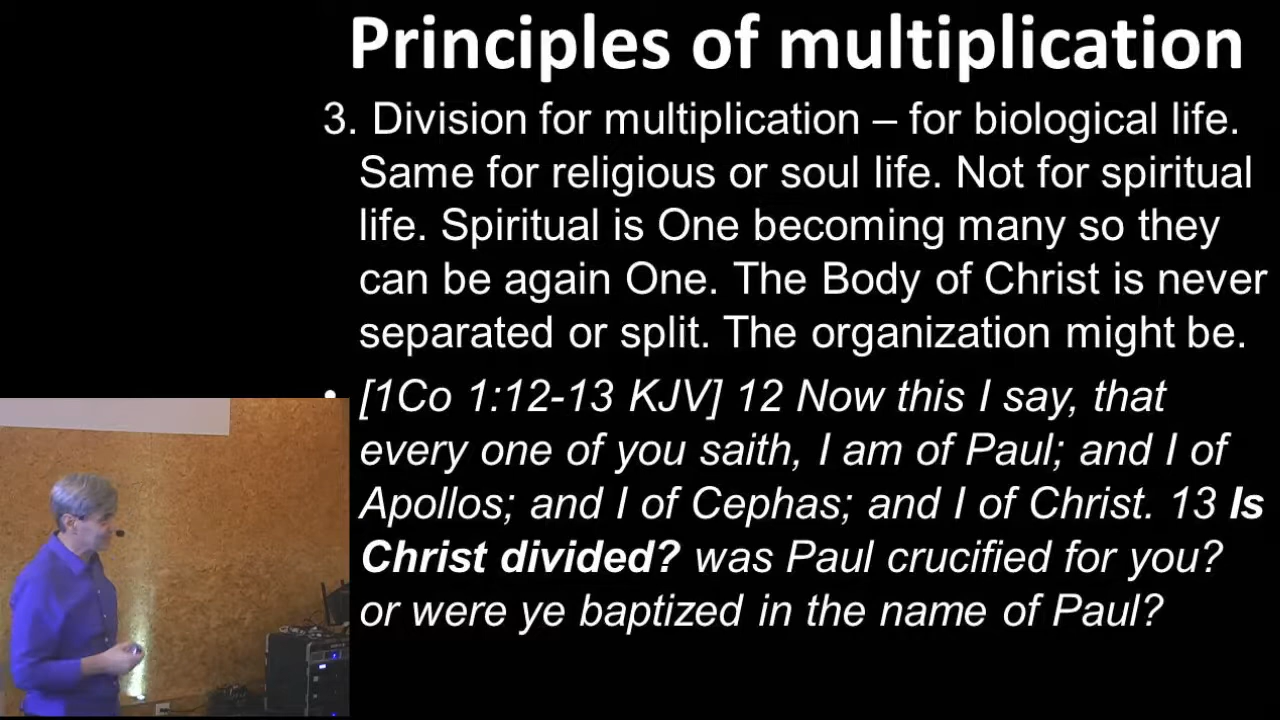 Principles of multiplication
3. Division for multiplication – for biological life.
Same for religious or soul life. Not for spiritual
life. Spiritual is One becoming many so they
can be again One. The Body of Christ is never
separated or split. The organization might be.
• [1Co 1:12-13 KJV] 12 Now this I say, that
every one of you saith, I am of Paul; and I of
Apollos; and I of Cephas; and I of Christ. 13 Is
Christ divided? was Paul crucified for you?
or were ye baptized in the name of Paul?